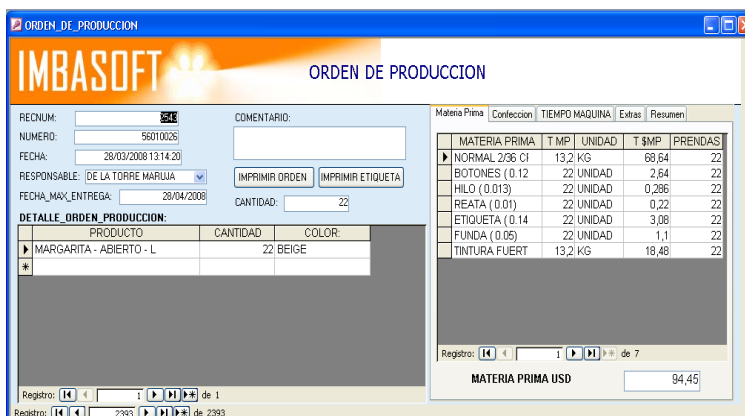 ORDEN_DE_PRODUCCION
IMBASOFT
ORDEN DE PRODUCCION
RECNUM: 2543
NUMERO: 56010026
FECHA: 28/03/2008 13:14:20
RESPONSABLE: DE LA TORRE MARUJA
FECHA_MAX_ENTREGA: 28/04/2008
COMENTARIO:
IMPRIMIR ORDEN IMPRIMIR ETIQUETA
CANTIDAD: 22
DETALLE_ORDEN_PRODUCCION:
PRODUCTO CANTIDAD COLOR:
MARGARITA - ABIERTO - L 22 BEIGE
Registro: 1 de 1
Registro: 2393 de 2393
Materia Prima Confeccion TIEMPO MAQUINA Extras Resumen
MATERIA PRIMA T MP UNIDAD T $MP PRENDAS
NORMAL 2/36 CI 13,2 KG 68,64 22
BOTONES ( 0.12 22 UNIDAD 2,64 22
HILO ( 0.013) 22 UNIDAD 0,286 22
REATA ( 0.01) 22 UNIDAD 0,22 22
ETIQUETA ( 0.14 22 UNIDAD 3,08 22
FUNDA ( 0.05) 22 UNIDAD 1,1 22
TINTURA FUERT 13,2 KG 18,48 22
Registro: 1 de 7
MATERIA PRIMA USD 94,45